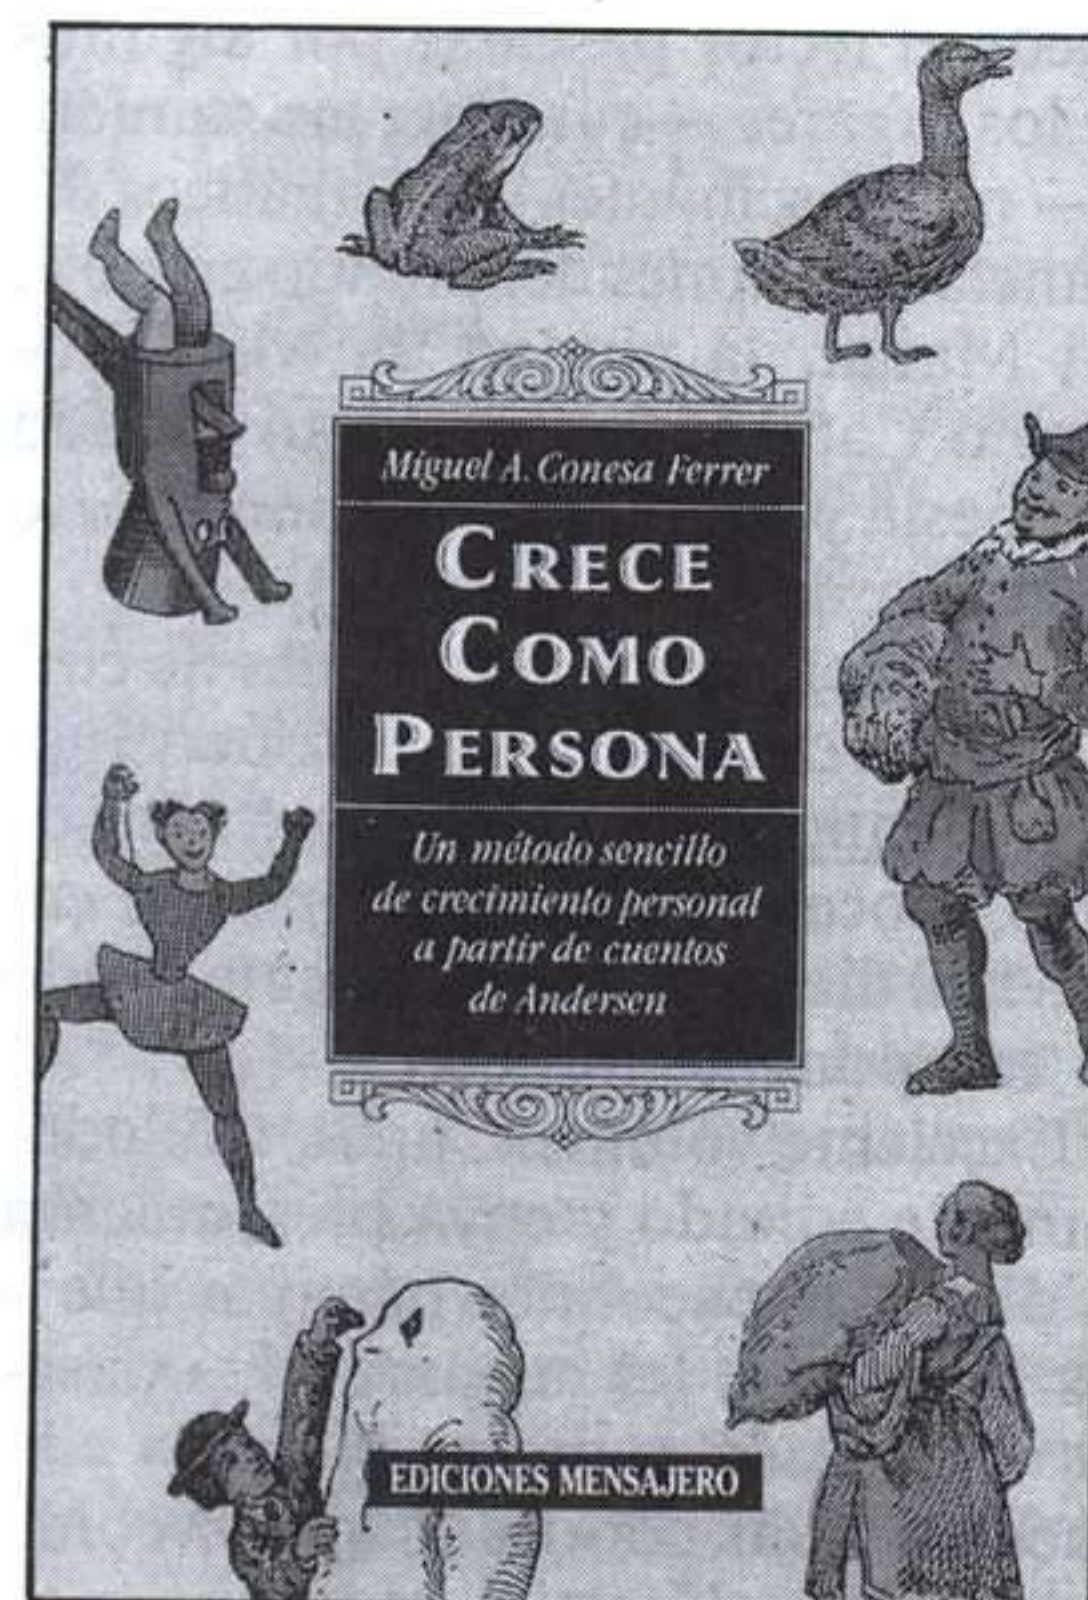 Miguel A. Conesa Ferrer
CRECE
COMO
PERSONA
Un método sencillo
de crecimiento personal
a partir de cuentos
de Andersen
EDICIONES MENSAJERO